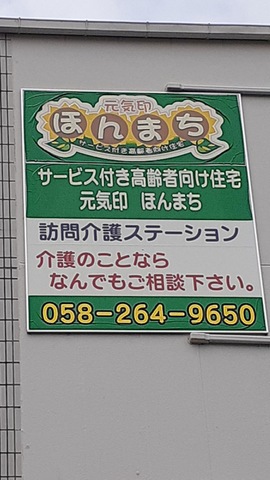 元気印
ほんまち
サービス付き高齢者向け住宅
サービス付き高齢者向け住宅
元気印 ほんまち
訪問介護ステーション
介護のことなら
なんでもご相談下さい。
058-264-9650